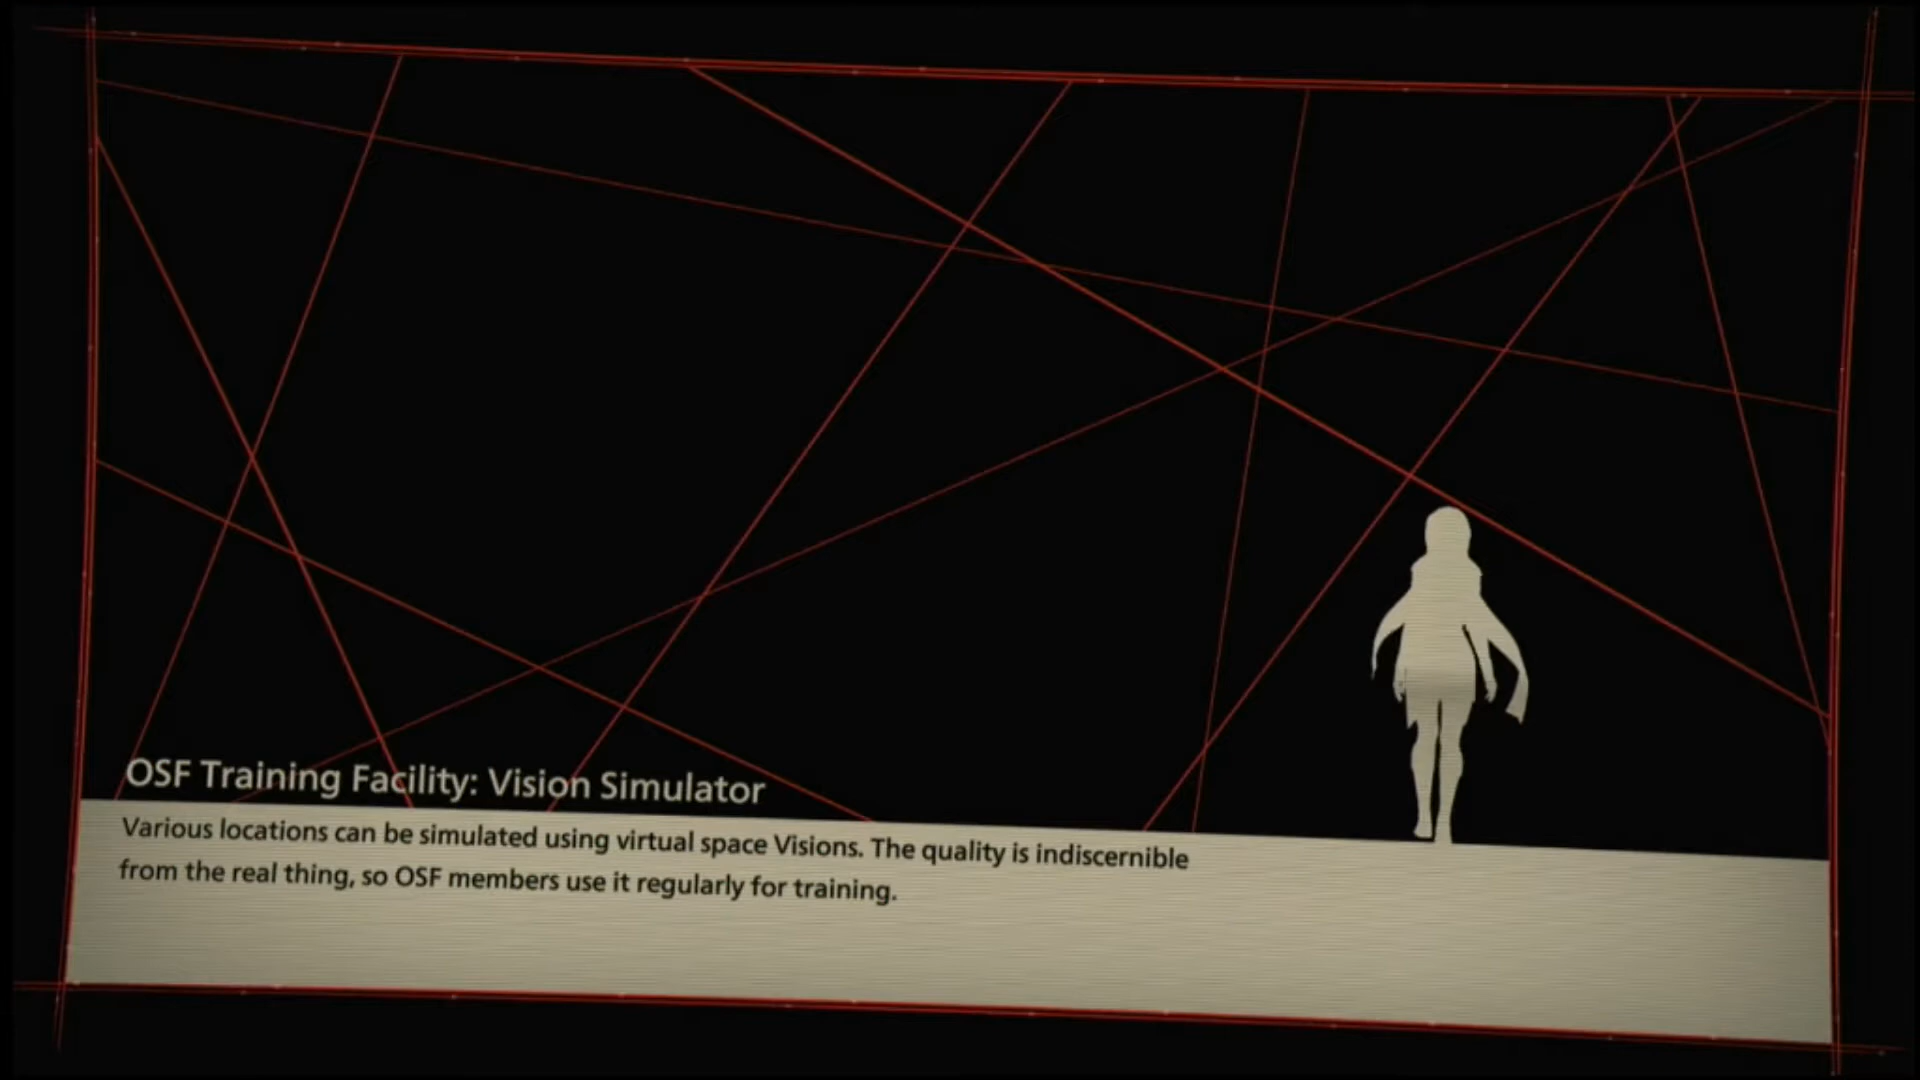 OSF Training Facility: Vision Simulator
Various locations can be simulated using virtual space Visions. The quality is indiscernible
from the real thing, so OSF members use it regularly for training.